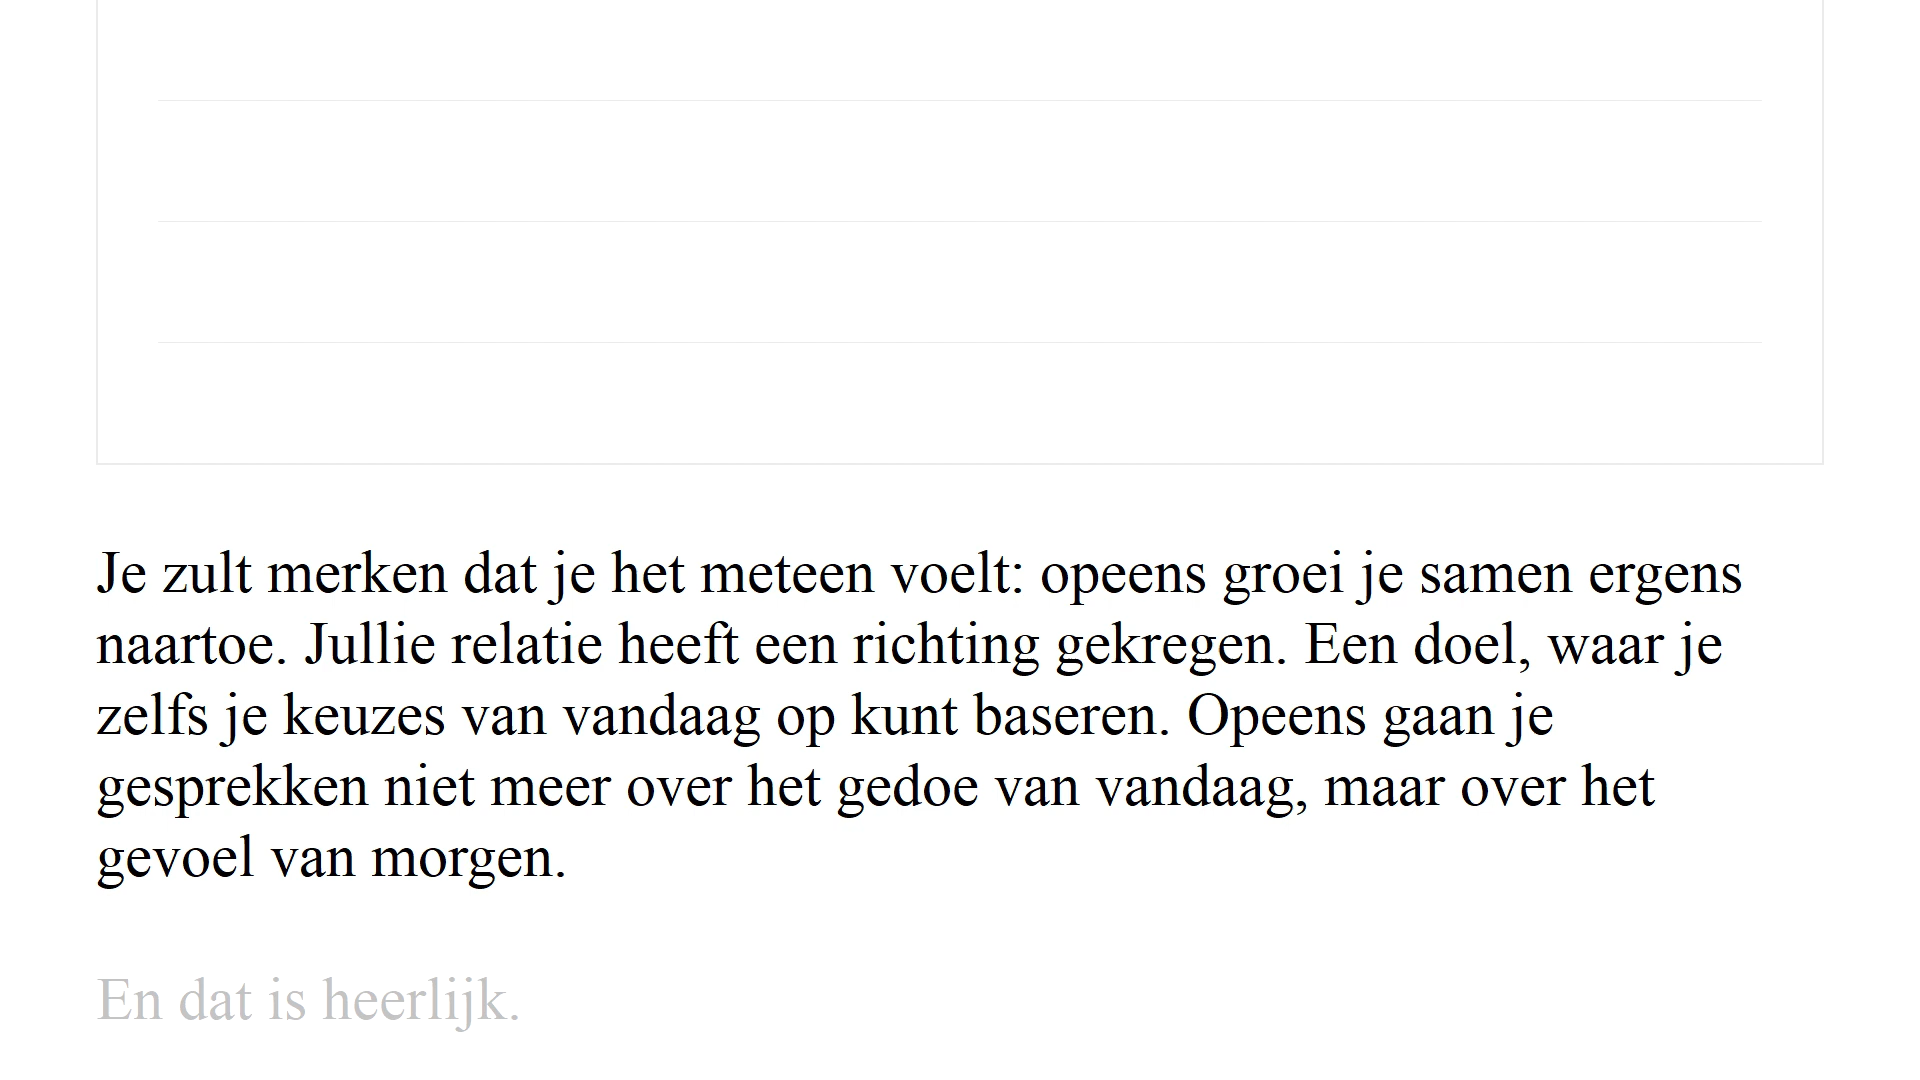 Je zult merken dat je het meteen voelt: opeens groei je samen ergens
naartoe. Jullie relatie heeft een richting gekregen. Een doel, waar je
zelfs je keuzes van vandaag op kunt baseren. Opeens gaan je
gesprekken niet meer over het gedoe van vandaag, maar over het
gevoel van morgen.
En dat is heerlijk.